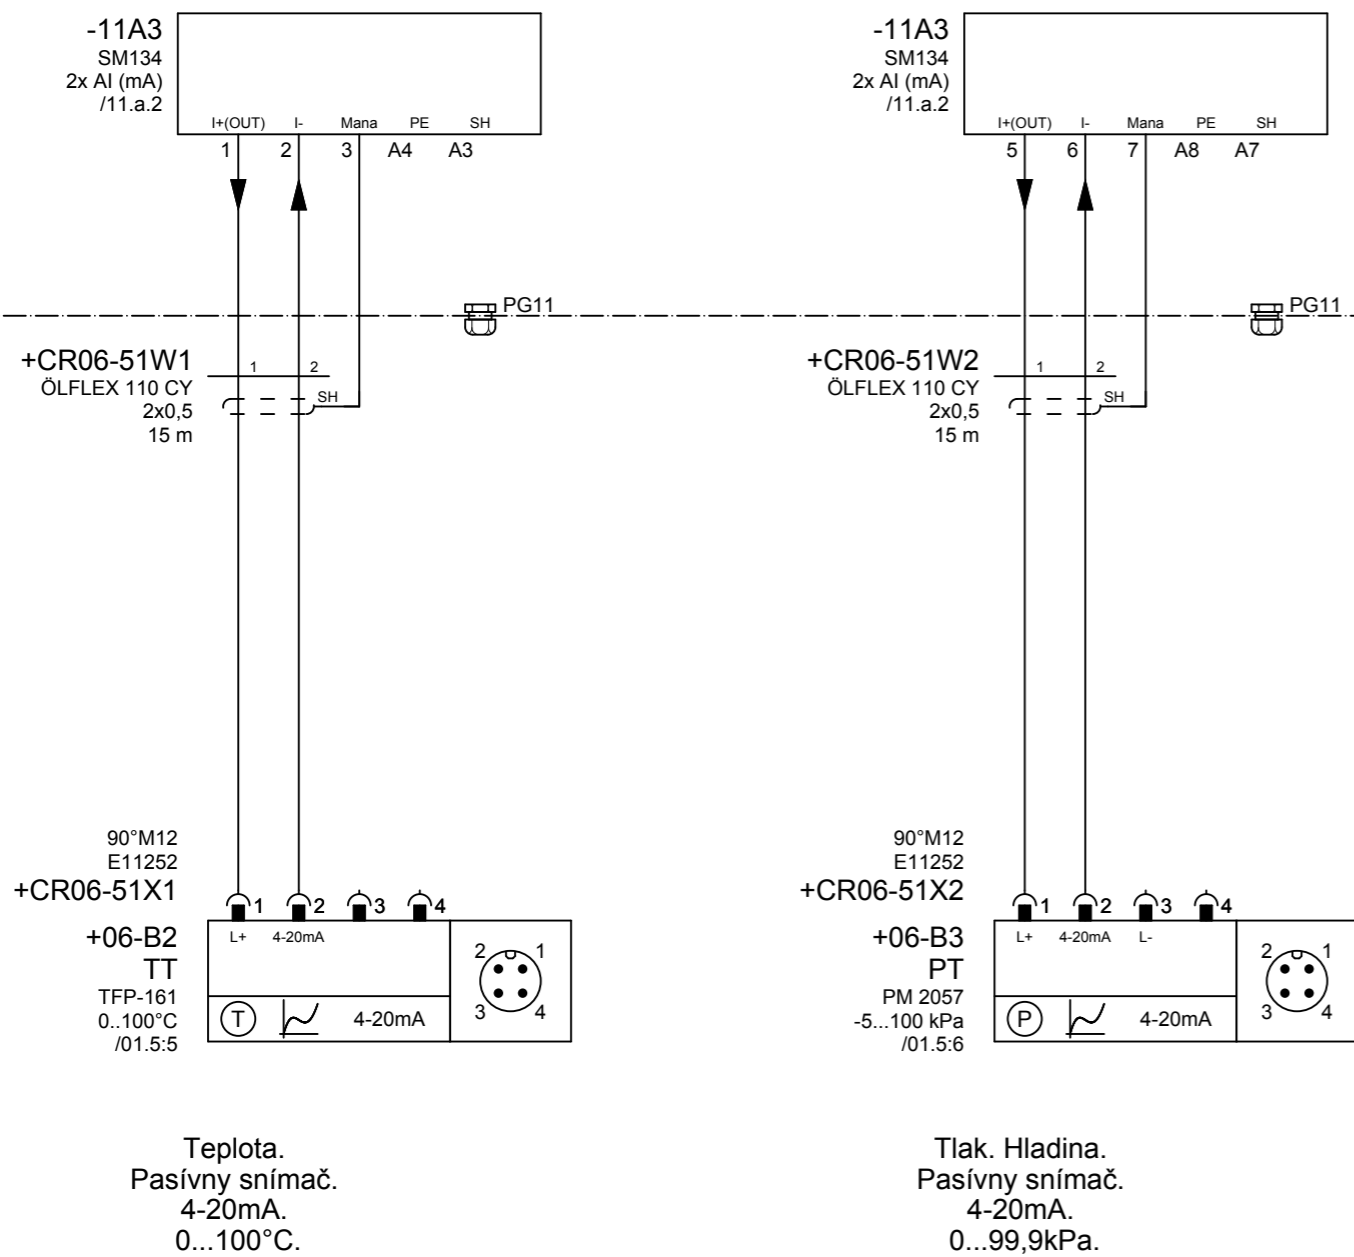 -11A3
SM134
2x AI (mA)
/11.a.2
I+(OUT) I- Mana PE SH
1 2 3 A4 A3
PG11
+CR06-51W1
ÖLFLEX 110 CY
2x0,5
15 m
1 2
SH
90°M12
E11252
+CR06-51X1
1 2 3 4
+06-B2
TT
TFP-161
0..100°C
/01.5:5
L+ 4-20mA
T 4-20mA
2 1
3 4
Teplota.
Pasívny snímač.
4-20mA.
0...100°C.
-11A3
SM134
2x AI (mA)
/11.a.2
I+(OUT) I- Mana PE SH
5 6 7 A8 A7
PG11
+CR06-51W2
ÖLFLEX 110 CY
2x0,5
15 m
1 2
SH
90°M12
E11252
+CR06-51X2
1 2 3 4
+06-B3
PT
PM 2057
-5...100 kPa
/01.5:6
L+ 4-20mA L-
P 4-20mA
2 1
3 4
Tlak. Hladina.
Pasívny snímač.
4-20mA.
0...99,9kPa.